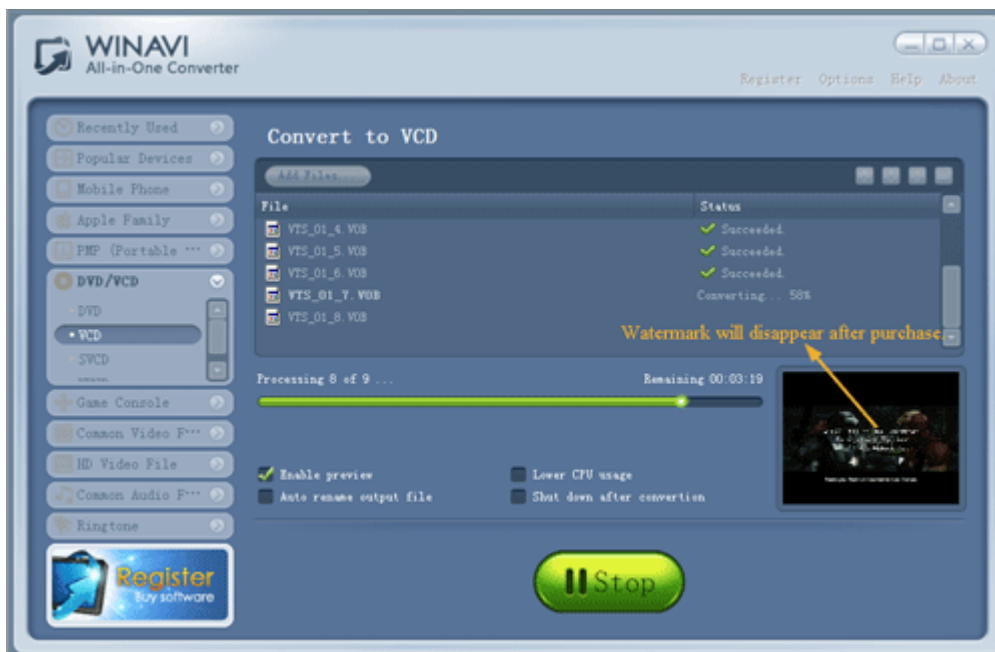 WINAVI
All-in-One Converter
Register Options Help About
Recently Used
Popular Devices
Mobile Phone
Apple Family
PMP (Portable ...
DVD/VCD
DVD
VCD
SVCD
Game Console
Common Video F...
HD Video File
Common Audio F...
Ringtone
Register
Buy software
Convert to VCD
Add Files.....
File Status
VTS_01_4.VOB Succeeded.
VTS_01_5.VOB Succeeded.
VTS_01_6.VOB Succeeded.
VTS_01_7.VOB Converting... 58%
VTS_01_8.VOB
Watermark will disappear after purchase
Processing 8 of 9 ... Remaining 00:03:19
Enable preview Lower CPU usage
Auto rename output file Shut down after convertion
Stop